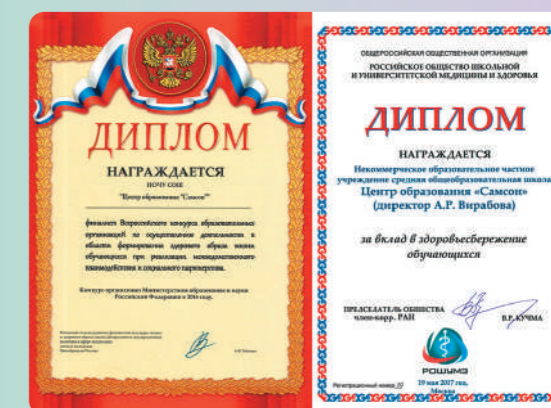 ДИПЛОМ
НАГРАЖДАЕТСЯ
НОЧУ СОШ
"Центр образования "Самсон""
финалист Всероссийского конкурса образовательных
организаций по осуществлению деятельности в
области формирования здорового образа жизни
обучающихся при реализации межведомственного
взаимодействия и социального партнерства.
Конкурс организован Министерством образования и науки
Российской Федерации в 2016 году.
ОБЩЕРОССИЙСКАЯ ОБЩЕСТВЕННАЯ ОРГАНИЗАЦИЯ
РОССИЙСКОЕ ОБЩЕСТВО ШКОЛЬНОЙ
И УНИВЕРСИТЕТСКОЙ МЕДИЦИНЫ И ЗДОРОВЬЯ
ДИПЛОМ
НАГРАЖДАЕТСЯ
Некоммерческое образовательное частное
учреждение средняя общеобразовательная школа
Центр образования «Самсон»
(директор А.Р. Вирабова)
за вклад в здоровьесбережение
обучающихся
ПРЕДСЕДАТЕЛЬ ОБЩЕСТВА
член-корр. РАН
В.Р. КУЧМА
РОШУМЗ
Регистрационный номер
19 мая 2017 год,
Москва